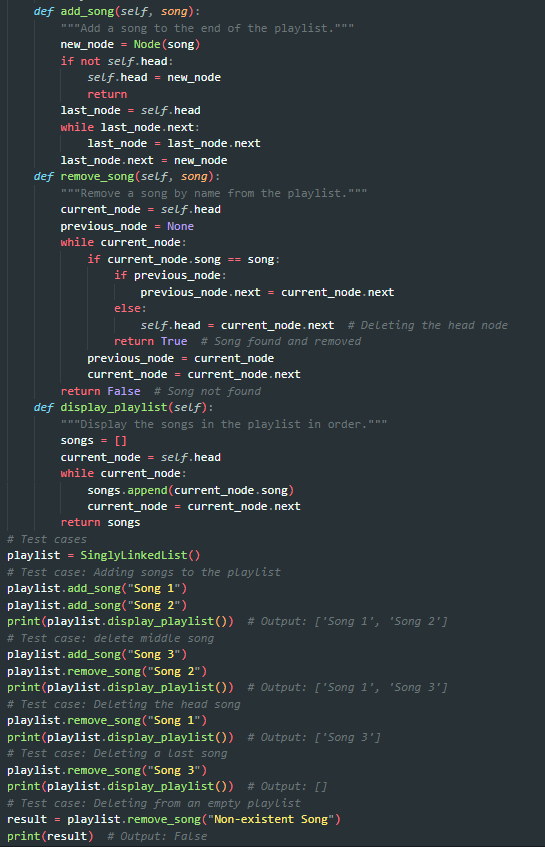 def add_song(self, song):
        """Add a song to the end of the playlist."""
        new_node = Node(song)
        if not self.head:
            self.head = new_node
            return
        last_node = self.head
        while last_node.next:
            last_node = last_node.next
        last_node.next = new_node
    def remove_song(self, song):
        """Remove a song by name from the playlist."""
        current_node = self.head
        previous_node = None
        while current_node:
            if current_node.song == song:
                if previous_node:
                    previous_node.next = current_node.next
                else:
                    self.head = current_node.next  # Deleting the head node
                return True  # Song found and removed
            previous_node = current_node
            current_node = current_node.next
        return False  # Song not found
    def display_playlist(self):
        """Display the songs in the playlist in order."""
        songs = []
        current_node = self.head
        while current_node:
            songs.append(current_node.song)
            current_node = current_node.next
        return songs
# Test cases
playlist = SinglyLinkedList()
# Test case: Adding songs to the playlist
playlist.add_song("Song 1")
playlist.add_song("Song 2")
print(playlist.display_playlist())  # Output: ['Song 1', 'Song 2']
# Test case: delete middle song
playlist.add_song("Song 3")
playlist.remove_song("Song 2")
print(playlist.display_playlist())  # Output: ['Song 1', 'Song 3']
# Test case: Deleting the head song
playlist.remove_song("Song 1")
print(playlist.display_playlist())  # Output: ['Song 3']
# Test case: Deleting a last song
playlist.remove_song("Song 3")
print(playlist.display_playlist())  # Output: []
# Test case: Deleting from an empty playlist
result = playlist.remove_song("Non-existent Song")
print(result)  # Output: False